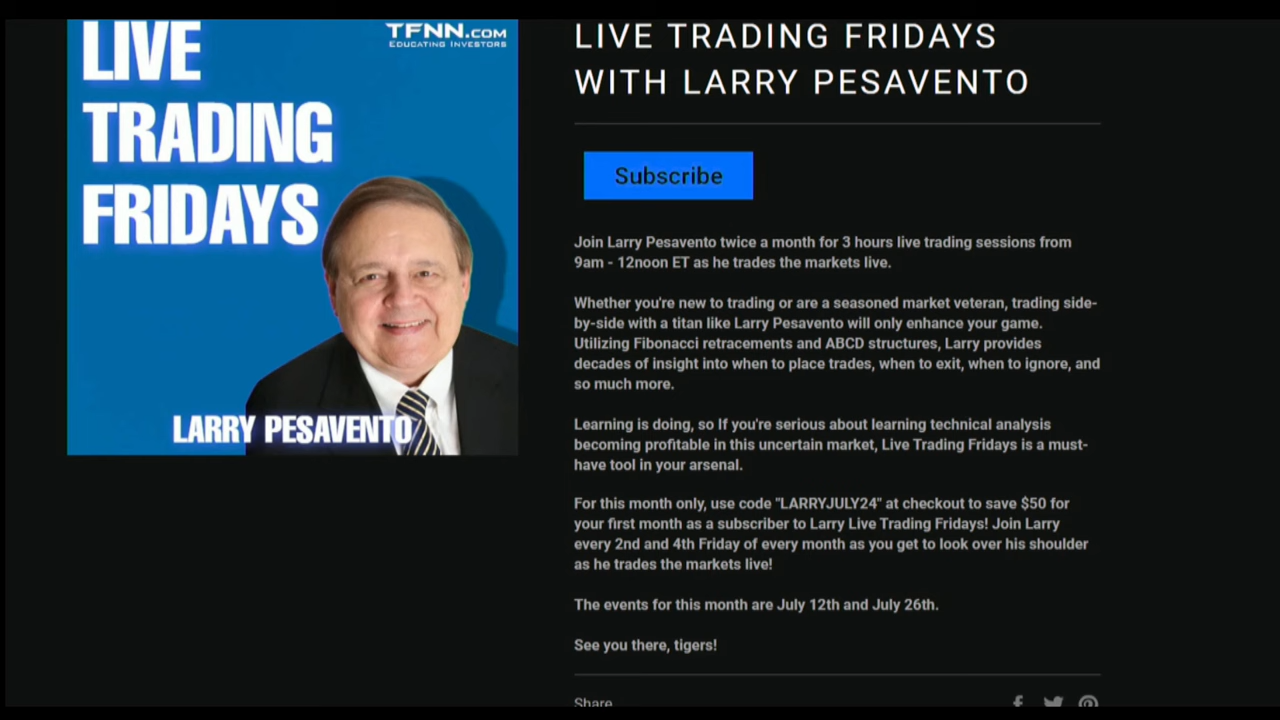 LIVE
TRADING
FRIDAYS
TFNN.COM
EDUCATING INVESTORS
LARRY PESAVENTO
LIVE TRADING FRIDAYS
WITH LARRY PESAVENTO
Subscribe
Join Larry Pesavento twice a month for 3 hours live trading sessions from
9am - 12noon ET as he trades the markets live.
Whether you're new to trading or are a seasoned market veteran, trading side-
by-side with a titan like Larry Pesavento will only enhance your game.
Utilizing Fibonacci retracements and ABCD structures, Larry provides
decades of insight into when to place trades, when to exit, when to ignore, and
so much more.
Learning is doing, so If you're serious about learning technical analysis
becoming profitable in this uncertain market, Live Trading Fridays is a must-
have tool in your arsenal.
For this month only, use code "LARRYJULY24" at checkout to save $50 for
your first month as a subscriber to Larry Live Trading Fridays! Join Larry
every 2nd and 4th Friday of every month as you get to look over his shoulder
as he trades the markets live!
The events for this month are July 12th and July 26th.
See you there, tigers!
Share